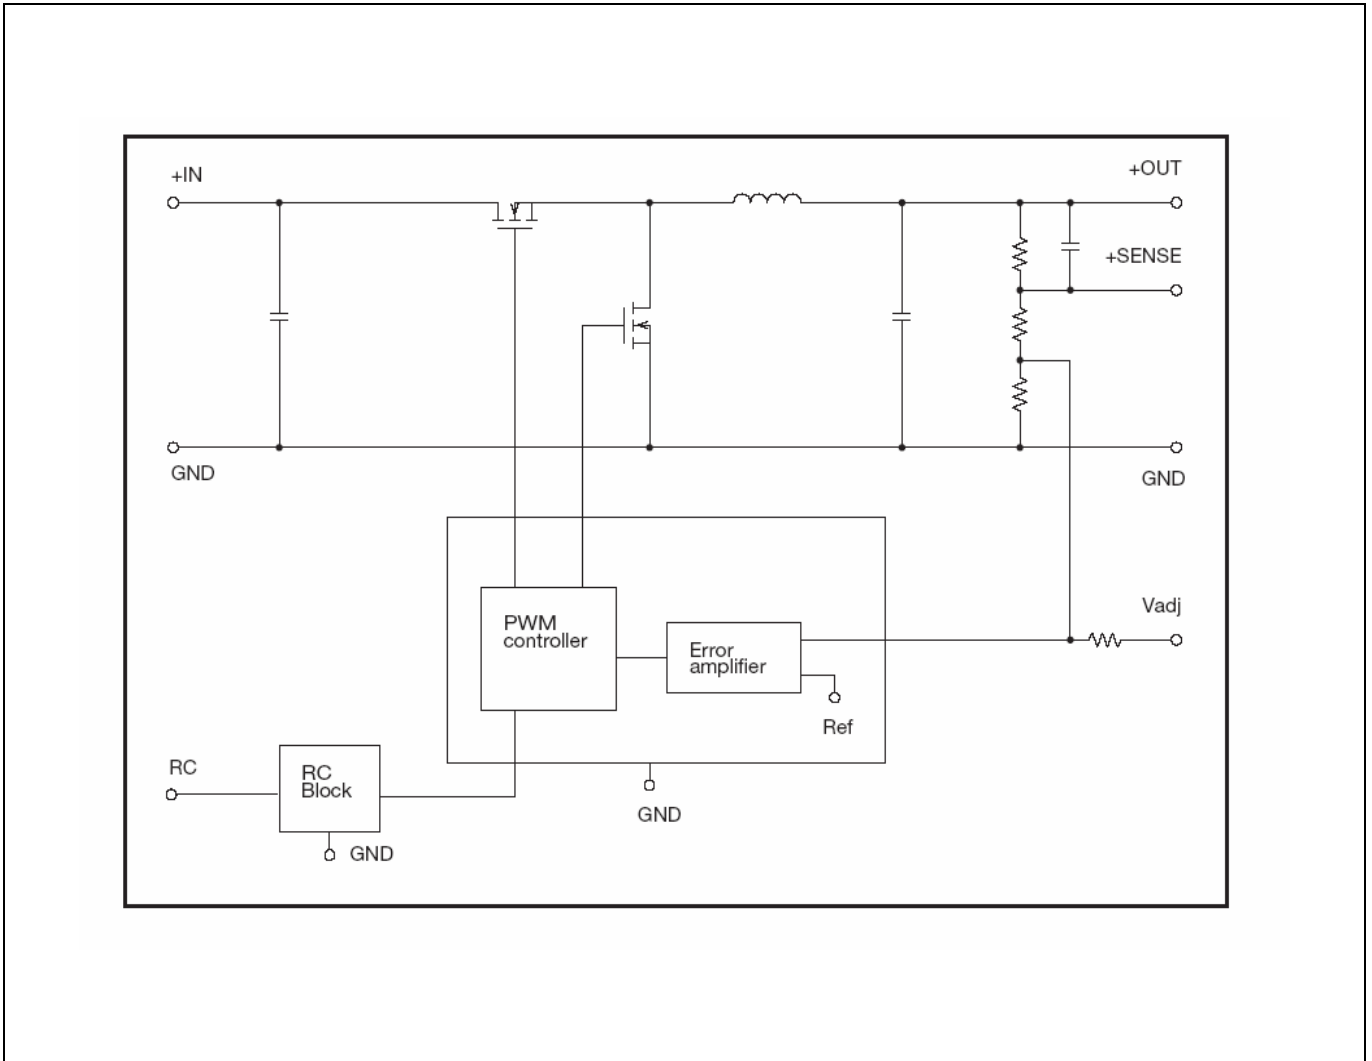 +IN
+OUT
+SENSE
GND
GND
Vadj
PWM
controller
Error
amplifier
Ref
RC
RC
Block
GND
GND